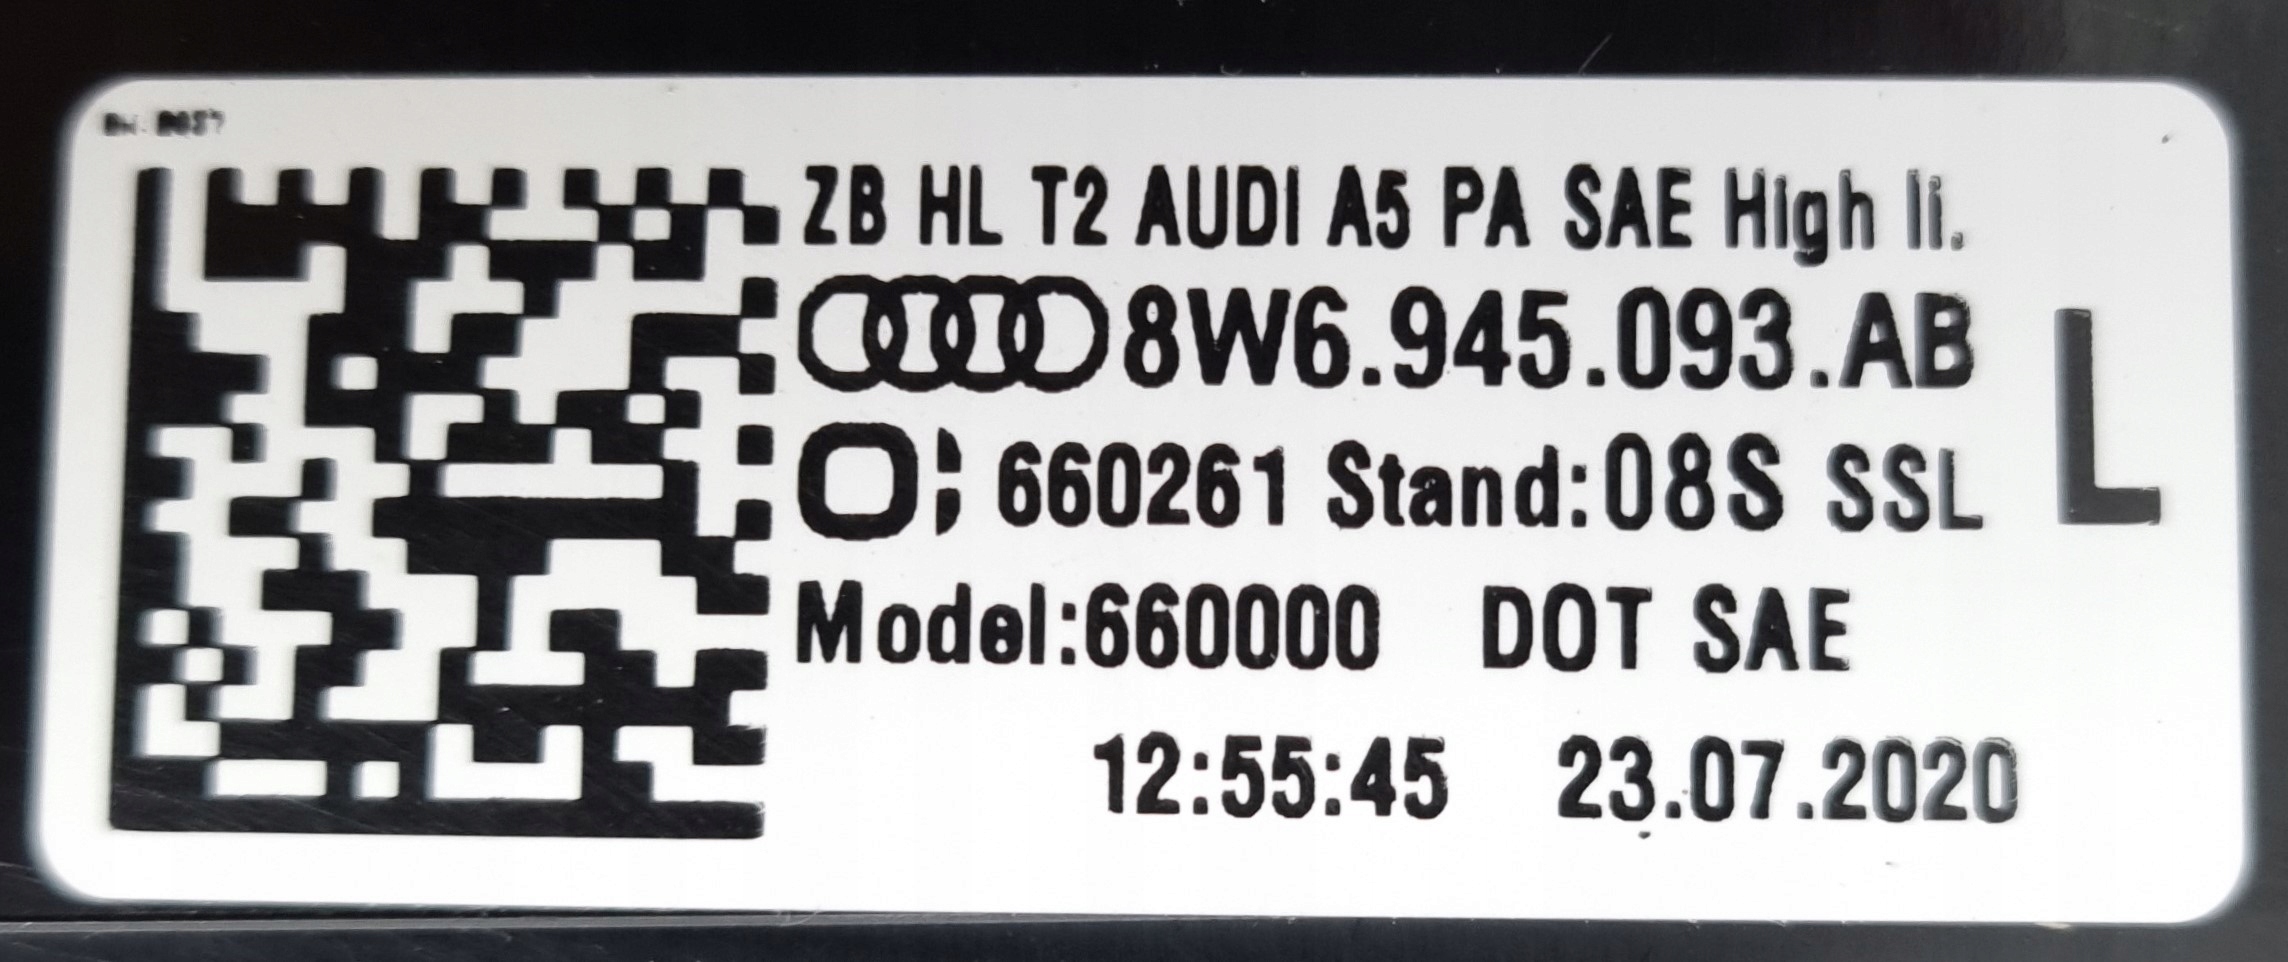 ZB HL T2 AUDI A5 PA SAE High li.
8W6.945.093.AB
L
660261 Stand:08S SSL
Model:660000 DOT SAE
12:55:45 23.07.2020